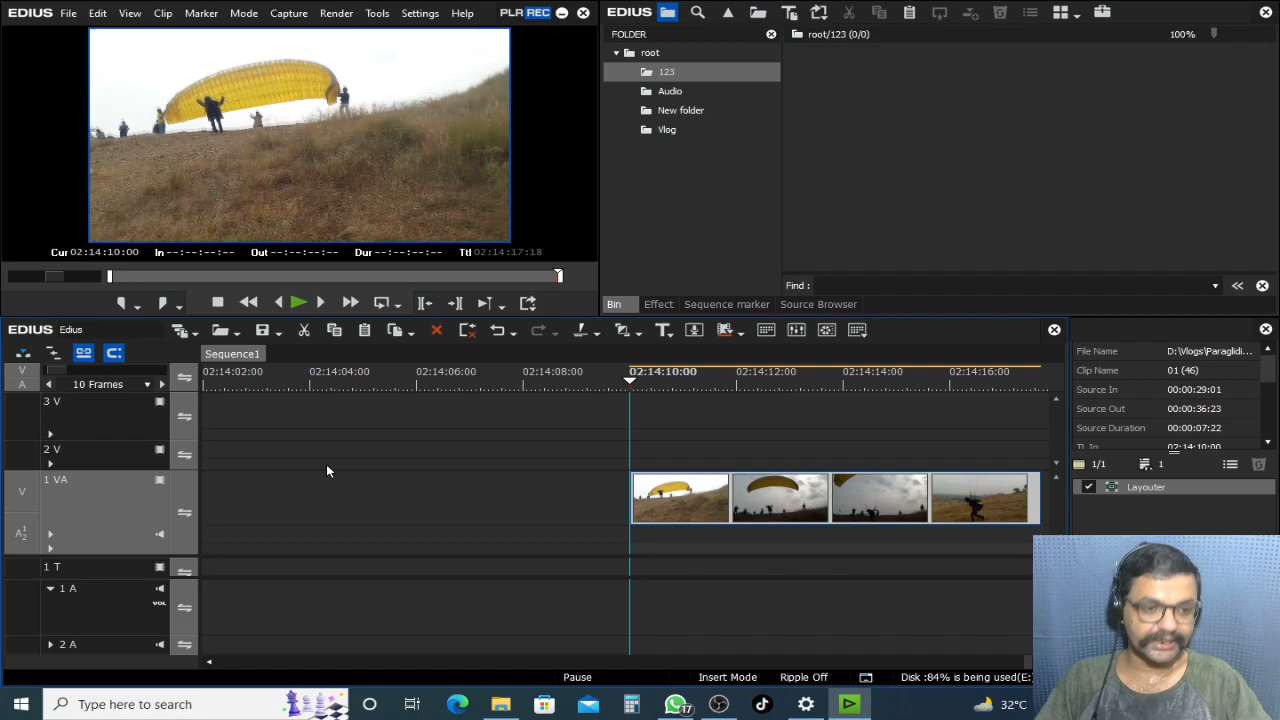 File Edit View Clip Marker Mode Capture Render Tools Settings Help PLR REC
Cur 02:14:10:00 In --:--:--:-- Out --:--:--:-- Dur --:--:--:-- Ttl 02:14:17:18
EDIUS
FOLDER
root
123
Audio
New folder
Vlog
root/123 (0/0) 100%
Find :
Bin Effect Sequence marker Source Browser
EDIUS Edius
Sequence1
V
A
10 Frames
02:14:02:00 02:14:04:00 02:14:06:00 02:14:08:00 02:14:10:00 02:14:12:00 02:14:14:00 02:14:16:00
3 V
2 V
1 VA
V
A 1 2
1 T
1 A
VOL
2 A
File Name D:\Vlogs\Paraglidi...
Clip Name 01 (46)
Source In 00:00:29:01
Source Out 00:00:36:23
Source Duration 00:00:07:22
TL In 02:14:10:00
1/1 1
Layouter
Pause Insert Mode Ripple Off Disk :84% is being used(E:
Type here to search
17
32°C